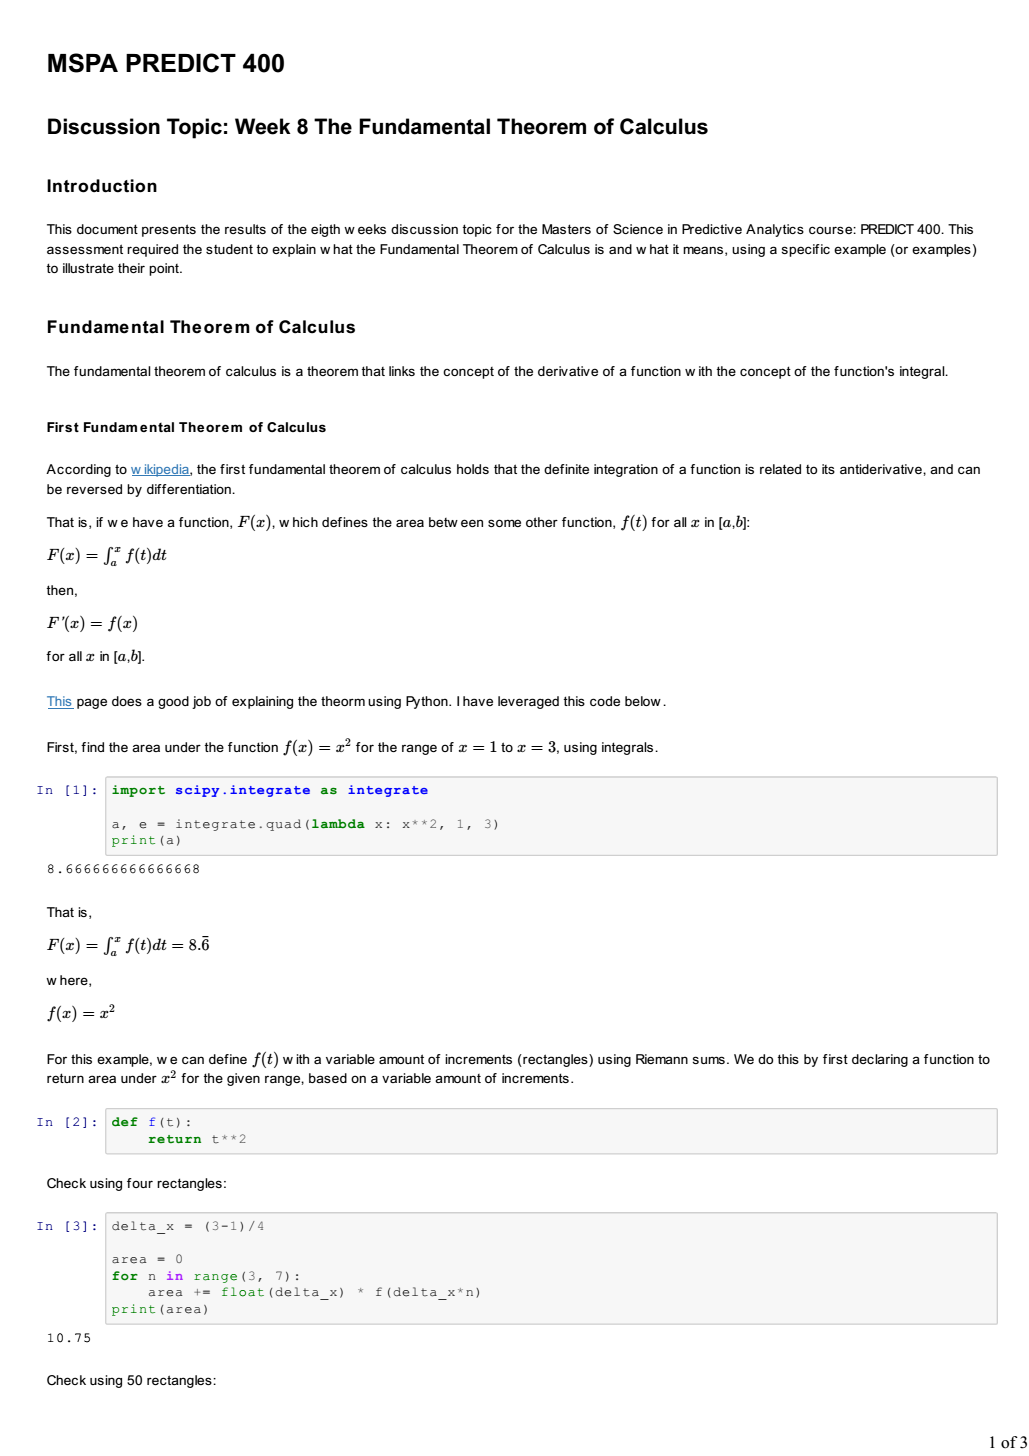 MSPA PREDICT 400
Discussion Topic: Week 8 The Fundamental Theorem of Calculus
Introduction
This document presents the results of the eigth weeks discussion topic for the Masters of Science in Predictive Analytics course: PREDICT 400. This
assessment required the student to explain what the Fundamental Theorem of Calculus is and what it means, using a specific example (or examples)
to illustrate their point.
Fundamental Theorem of Calculus
The fundamental theorem of calculus is a theorem that links the concept of the derivative of a function with the concept of the function's integral.
First Fundamental Theorem of Calculus
According to wikipedia, the first fundamental theorem of calculus holds that the definite integration of a function is related to its antiderivative, and can
be reversed by differentiation.
That is, if we have a function, F(x), which defines the area between some other function, f(t) for all x in [a,b]:
F(x) = ∫ₐˣ f(t)dt
then,
F′(x) = f(x)
for all x in [a,b].
This page does a good job of explaining the theorm using Python. I have leveraged this code below.
First, find the area under the function f(x) = x² for the range of x = 1 to x = 3, using integrals.
In [1]: import scipy.integrate as integrate
a, e = integrate.quad(lambda x: x**2, 1, 3)
print(a)
8.666666666666668
That is,
F(x) = ∫ₐˣ f(t)dt = 8.6̄
where,
f(x) = x²
For this example, we can define f(t) with a variable amount of increments (rectangles) using Riemann sums. We do this by first declaring a function to
return area under x² for the given range, based on a variable amount of increments.
In [2]: def f(t):
return t**2
Check using four rectangles:
In [3]: delta_x = (3-1)/4
area = 0
for n in range(3, 7):
area += float(delta_x) * f(delta_x*n)
print(area)
10.75
Check using 50 rectangles:
1 of 3